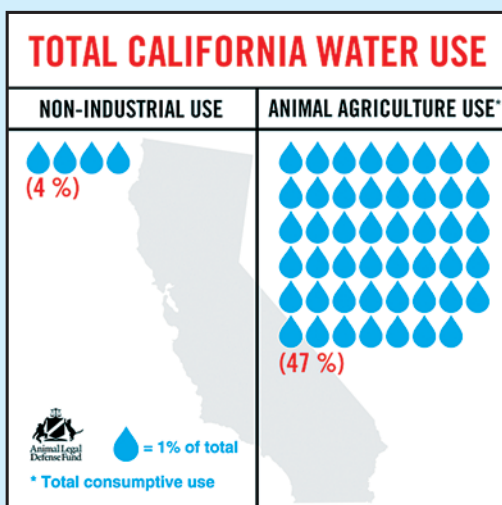 TOTAL CALIFORNIA WATER USE
NON-INDUSTRIAL USE
(4 %)
ANIMAL AGRICULTURE USE*
(47 %)
Animal Legal
Defense Fund
= 1% of total
* Total consumptive use